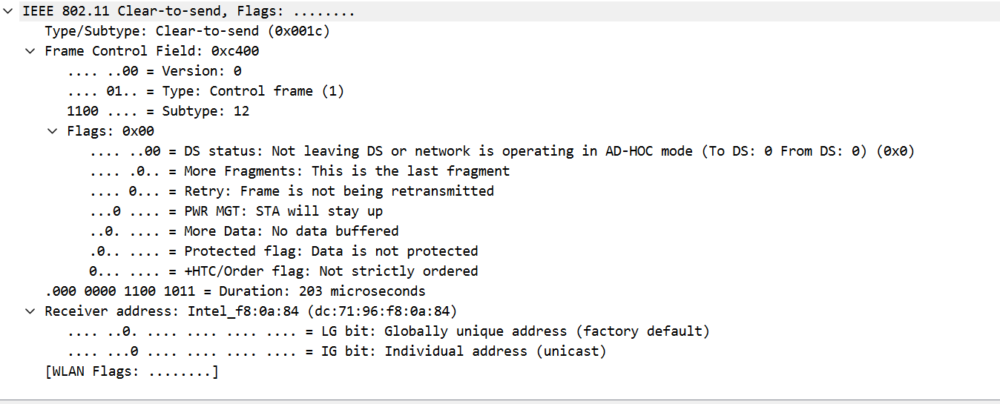 IEEE 802.11 Clear-to-send, Flags: ........
Type/Subtype: Clear-to-send (0x001c)
Frame Control Field: 0xc400
.... ..00 = Version: 0
.... 01.. = Type: Control frame (1)
1100 .... = Subtype: 12
Flags: 0x00
.... ..00 = DS status: Not leaving DS or network is operating in AD-HOC mode (To DS: 0 From DS: 0) (0x0)
.... .0.. = More Fragments: This is the last fragment
.... 0... = Retry: Frame is not being retransmitted
...0 .... = PWR MGT: STA will stay up
..0. .... = More Data: No data buffered
.0.. .... = Protected flag: Data is not protected
0... .... = +HTC/Order flag: Not strictly ordered
.000 0000 1100 1011 = Duration: 203 microseconds
Receiver address: Intel_f8:0a:84 (dc:71:96:f8:0a:84)
.... ..0. .... .... .... .... = LG bit: Globally unique address (factory default)
.... ...0 .... .... .... .... = IG bit: Individual address (unicast)
[WLAN Flags: ........]